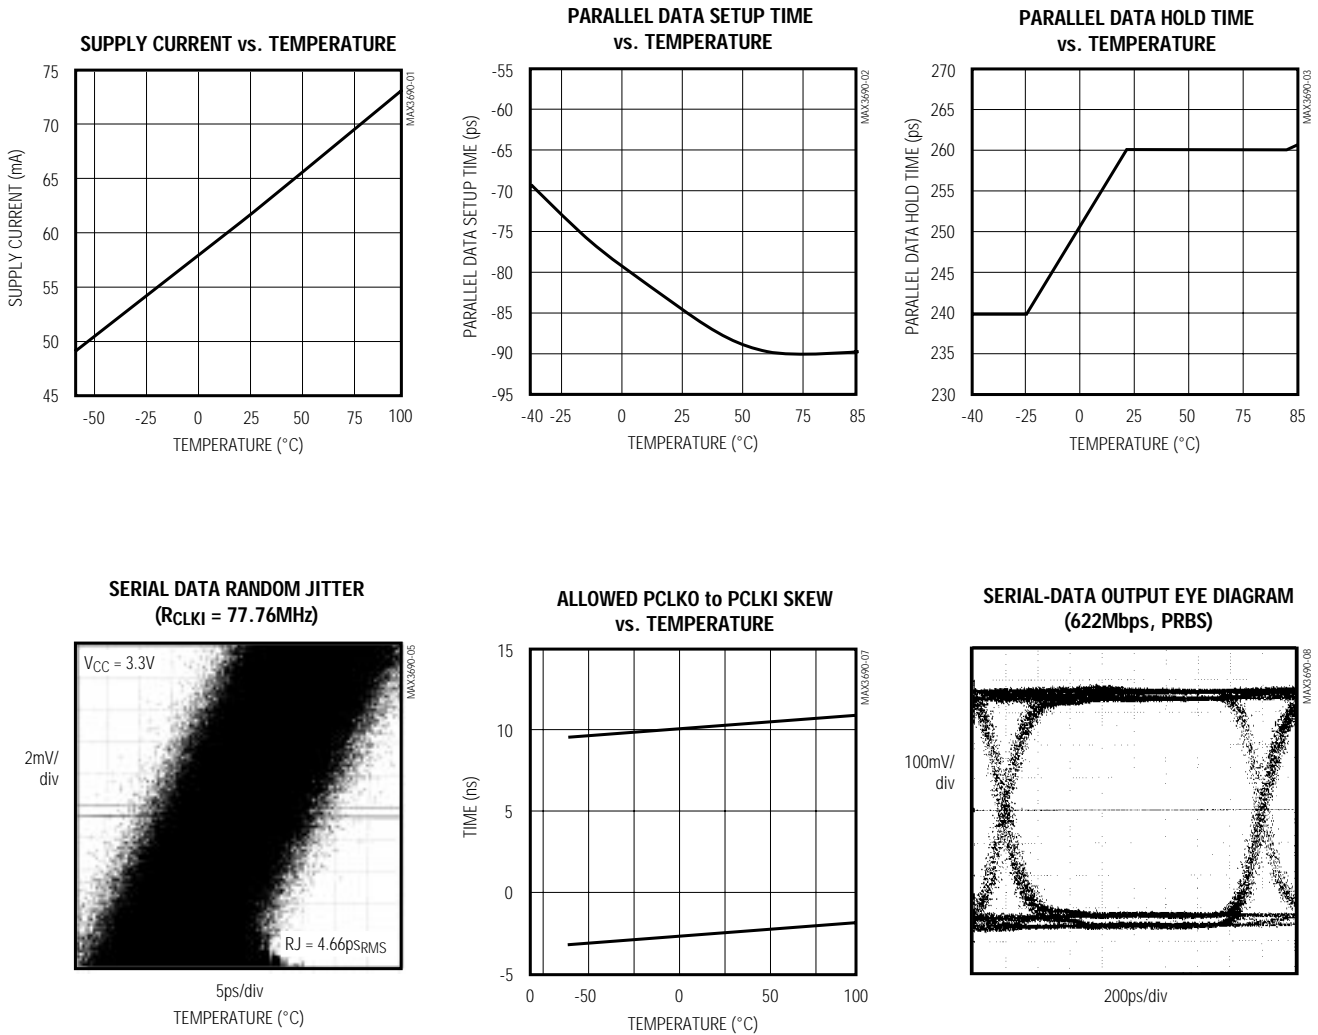 SUPPLY CURRENT vs. TEMPERATURE
75
70
65
60
55
50
45
SUPPLY CURRENT (mA)
-50 -25 0 25 50 75 100
TEMPERATURE (°C)
MAX3690-01
PARALLEL DATA SETUP TIME
vs. TEMPERATURE
-55
-60
-65
-70
-75
-80
-85
-90
-95
PARALLEL DATA SETUP TIME (ps)
-40 -25 0 25 50 75 85
TEMPERATURE (°C)
MAX3690-02
PARALLEL DATA HOLD TIME
vs. TEMPERATURE
270
265
260
255
250
245
240
235
230
PARALLEL DATA HOLD TIME (ps)
-40 -25 0 25 50 75 85
TEMPERATURE (°C)
MAX3690-03
SERIAL DATA RANDOM JITTER
(RCLKI = 77.76MHz)
VCC = 3.3V
2mV/
div
RJ = 4.66psRMS
5ps/div
TEMPERATURE (°C)
MAX3690-05
ALLOWED PCLKO to PCLKI SKEW
vs. TEMPERATURE
15
10
5
0
-5
TIME (ns)
0 -50 0 50 100
TEMPERATURE (°C)
MAX3690-07
SERIAL-DATA OUTPUT EYE DIAGRAM
(622Mbps, PRBS)
100mV/
div
200ps/div
MAX3690-08